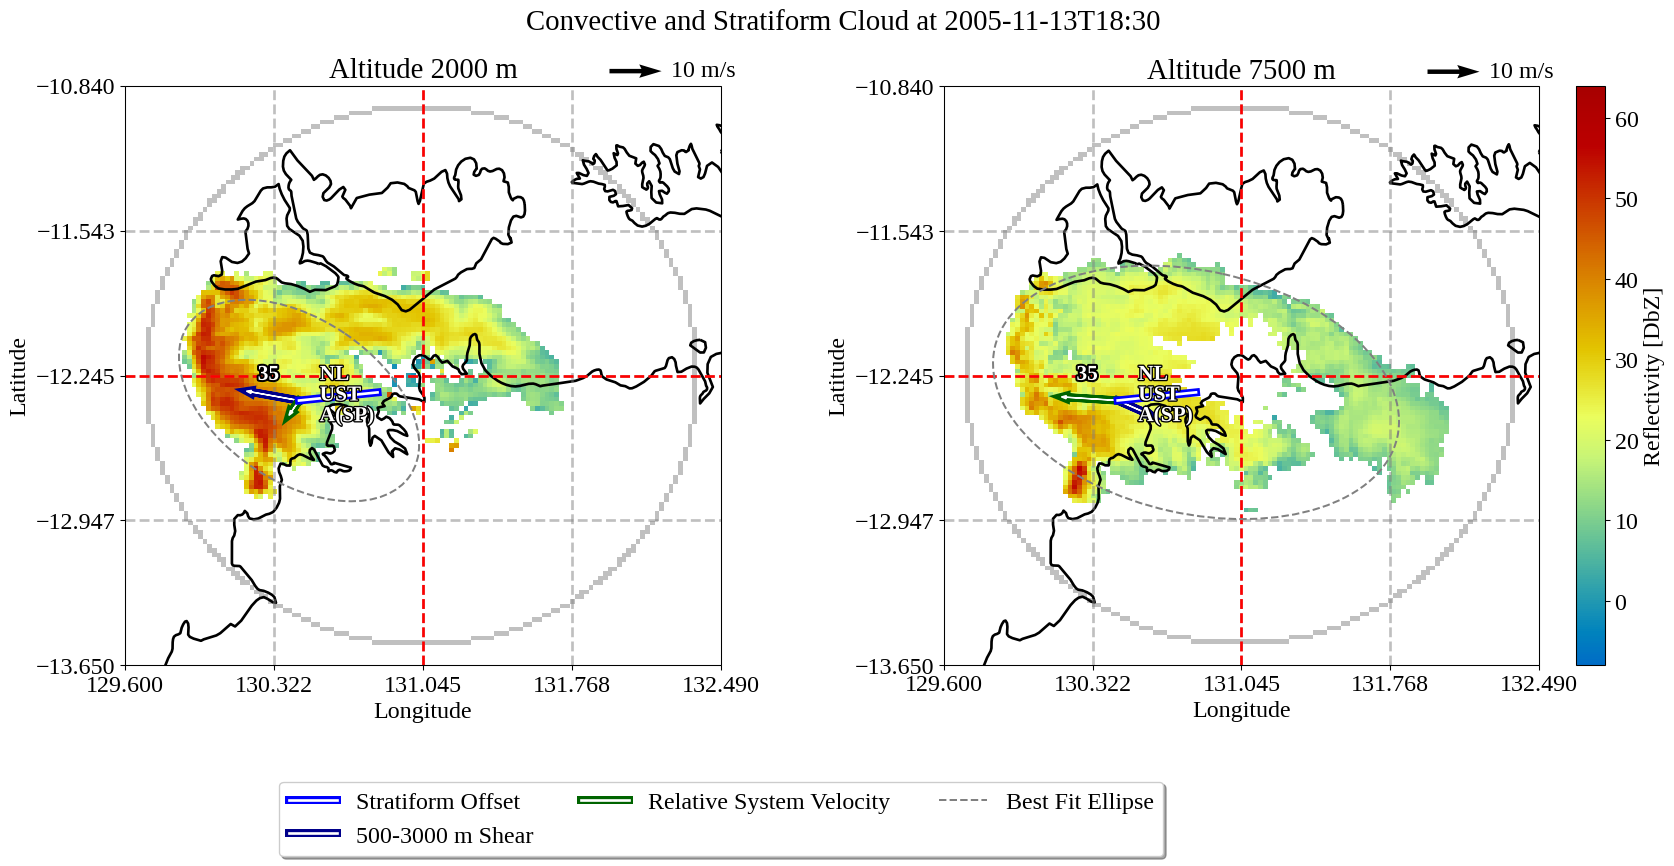 Convective and Stratiform Cloud at 2005-11-13T18:30
Altitude 2000 m
10 m/s
Altitude 7500 m
10 m/s
−10.840
−11.543
−12.245
−12.947
−13.650
Latitude
129.600
130.322
131.045
131.768
132.490
Longitude
35
NL
UST
A(SP)
−10.840
−11.543
−12.245
−12.947
−13.650
Latitude
129.600
130.322
131.045
131.768
132.490
Longitude
35
NL
UST
A(SP)
60
50
40
30
20
10
0
Reflectivity [DbZ]
Stratiform Offset
500-3000 m Shear
Relative System Velocity
Best Fit Ellipse